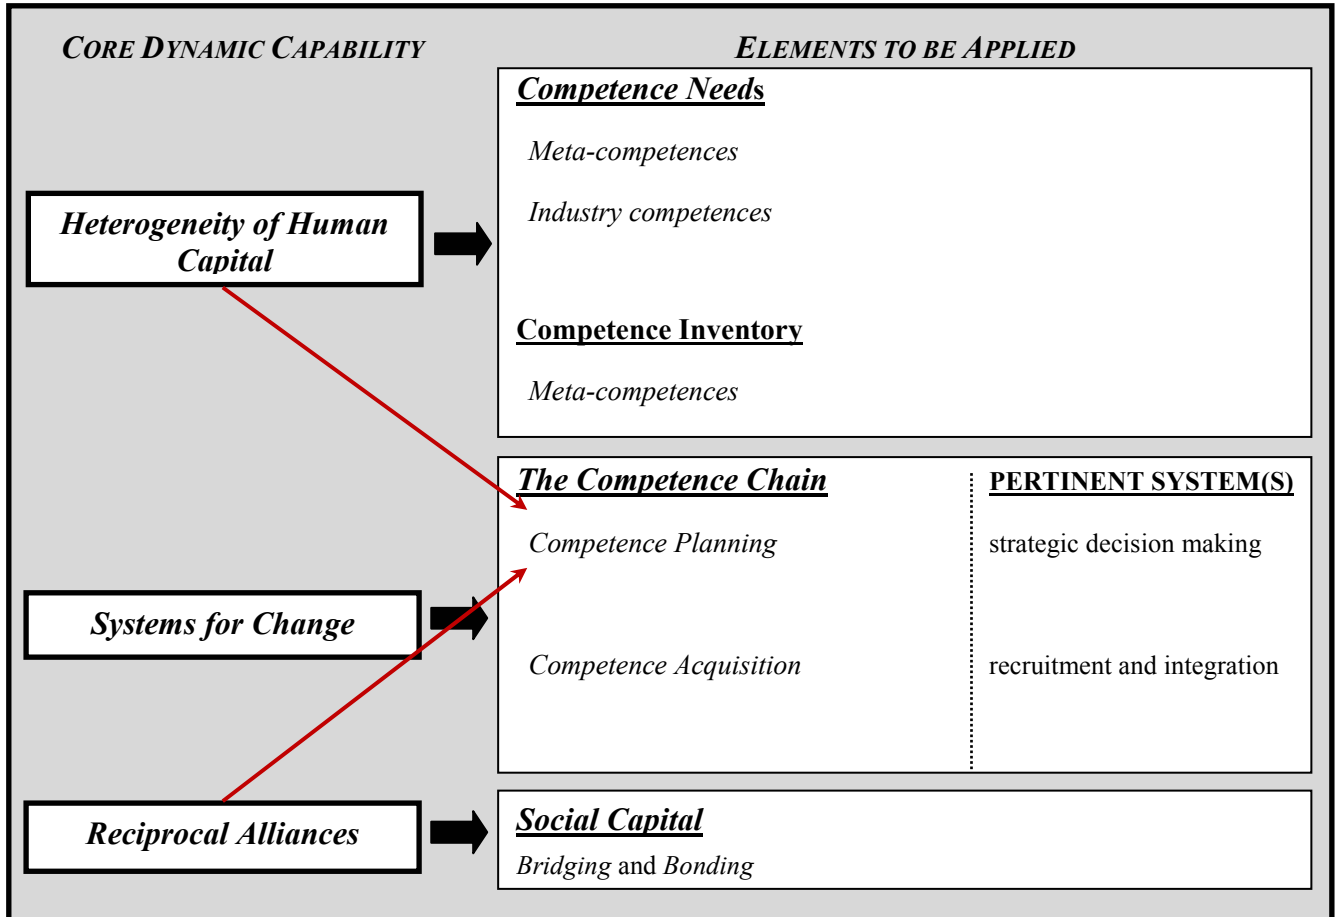 CORE DYNAMIC CAPABILITY
ELEMENTS TO BE APPLIED
Heterogeneity of Human
Capital
Competence Needs
Meta-competences
Industry competences
Competence Inventory
Meta-competences
Systems for Change
The Competence Chain
PERTINENT SYSTEM(S)
Competence Planning
strategic decision making
Competence Acquisition
recruitment and integration
Reciprocal Alliances
Social Capital
Bridging and Bonding